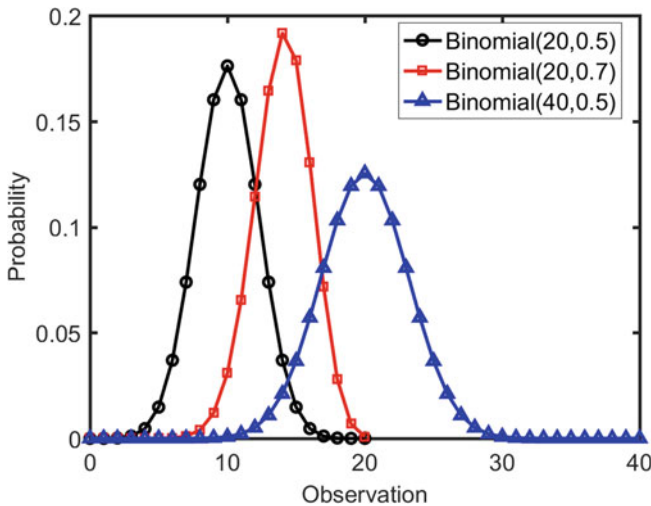 0.2
0.15
0.1
0.05
0
Probability
Binomial(20,0.5)
Binomial(20,0.7)
Binomial(40,0.5)
0 10 20 30 40
Observation